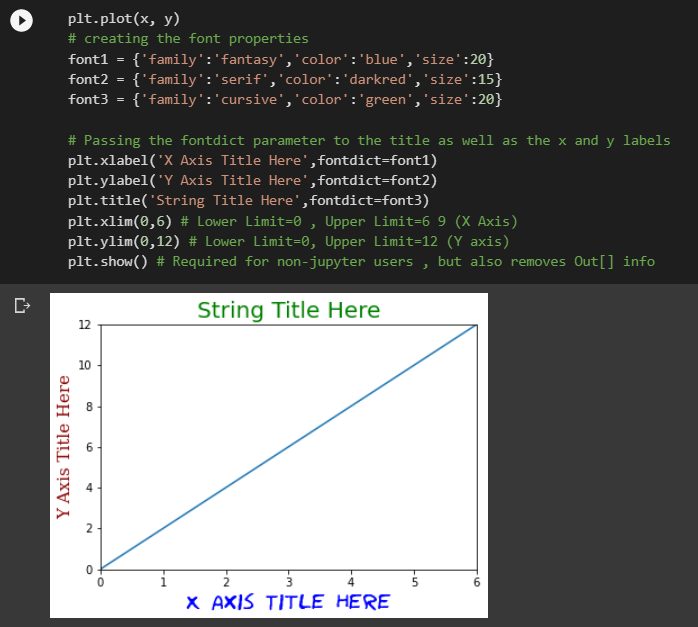 plt.plot(x, y)
# creating the font properties
font1 = {'family':'fantasy','color':'blue','size':20}
font2 = {'family':'serif','color':'darkred','size':15}
font3 = {'family':'cursive','color':'green','size':20}
# Passing the fontdict parameter to the title as well as the x and y labels
plt.xlabel('X Axis Title Here',fontdict=font1)
plt.ylabel('Y Axis Title Here',fontdict=font2)
plt.title('String Title Here',fontdict=font3)
plt.xlim(0,6) # Lower Limit=0 , Upper Limit=6 9 (X Axis)
plt.ylim(0,12) # Lower Limit=0, Upper Limit=12 (Y axis)
plt.show() # Required for non-jupyter users , but also removes Out[] info
String Title Here
Y Axis Title Here
12
10
8
6
4
2
0
0 1 2 3 4 5 6
X AXIS TITLE HERE